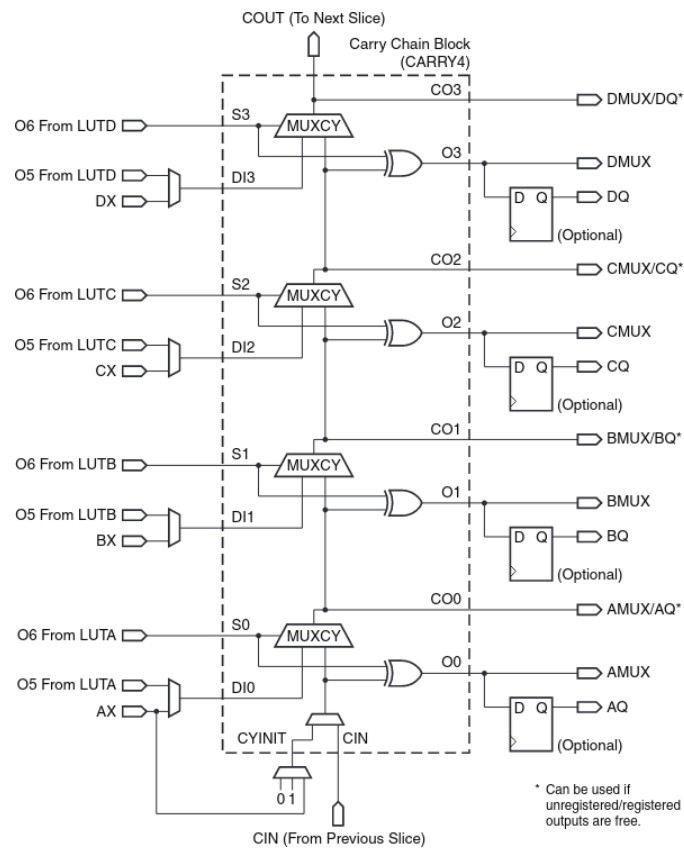 COUT (To Next Slice)
Carry Chain Block
(CARRY4)
CO3
DMUX/DQ*
S3
O6 From LUTD
MUXCY
O3
DMUX
O5 From LUTD
DI3
DX
D Q
DQ
(Optional)
CO2
CMUX/CQ*
S2
O6 From LUTC
MUXCY
O2
CMUX
O5 From LUTC
DI2
CX
D Q
CQ
(Optional)
CO1
BMUX/BQ*
S1
O6 From LUTB
MUXCY
O1
BMUX
O5 From LUTB
DI1
BX
D Q
BQ
(Optional)
CO0
AMUX/AQ*
S0
O6 From LUTA
MUXCY
O0
AMUX
O5 From LUTA
DI0
AX
D Q
AQ
(Optional)
CYINIT
CIN
0 1
* Can be used if
unregistered/registered
outputs are free.
CIN (From Previous Slice)